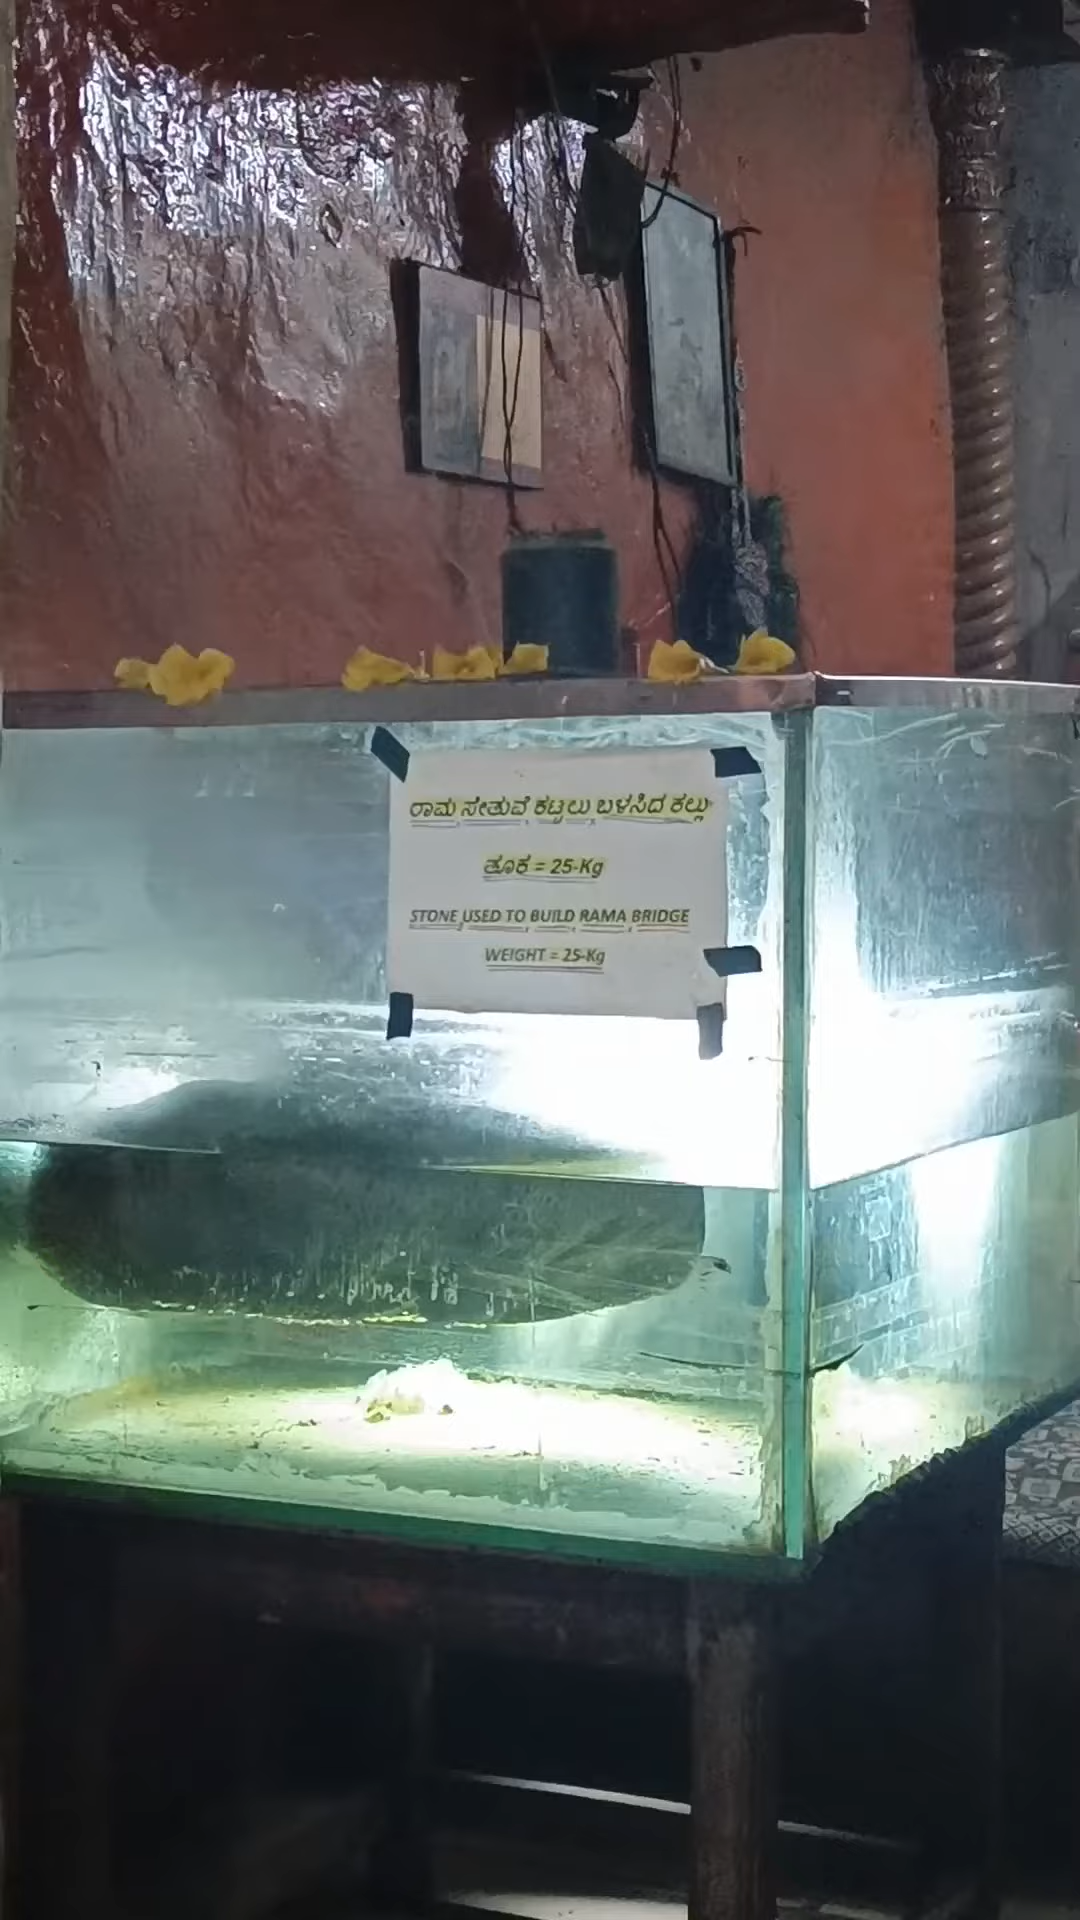 ರಾಮ ಸೇತುವೆ ಕಟ್ಟಲು ಬಳಸಿದ ಕಲ್ಲು
ತೂಕ = 25-Kg
STONE USED TO BUILD RAMA BRIDGE
WEIGHT = 25-Kg